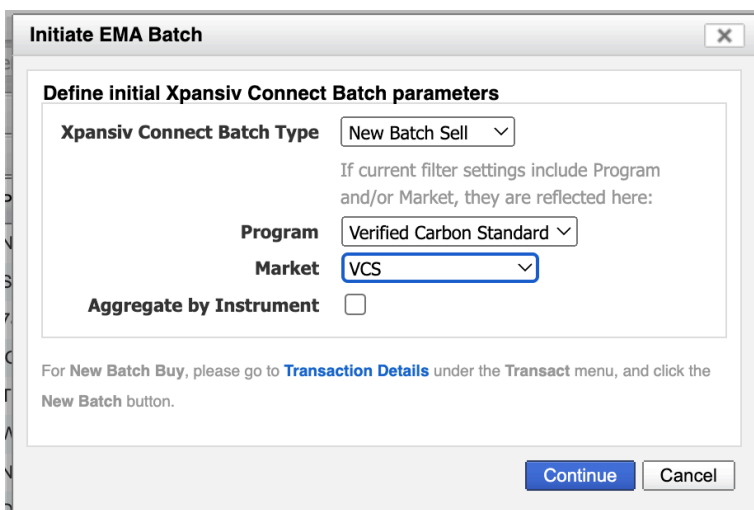 Initiate EMA Batch
Define initial Xpansiv Connect Batch parameters
Xpansiv Connect Batch Type New Batch Sell
If current filter settings include Program
and/or Market, they are reflected here:
Program Verified Carbon Standard
Market VCS
Aggregate by Instrument
For New Batch Buy, please go to Transaction Details under the Transact menu, and click the
New Batch button.
Continue Cancel